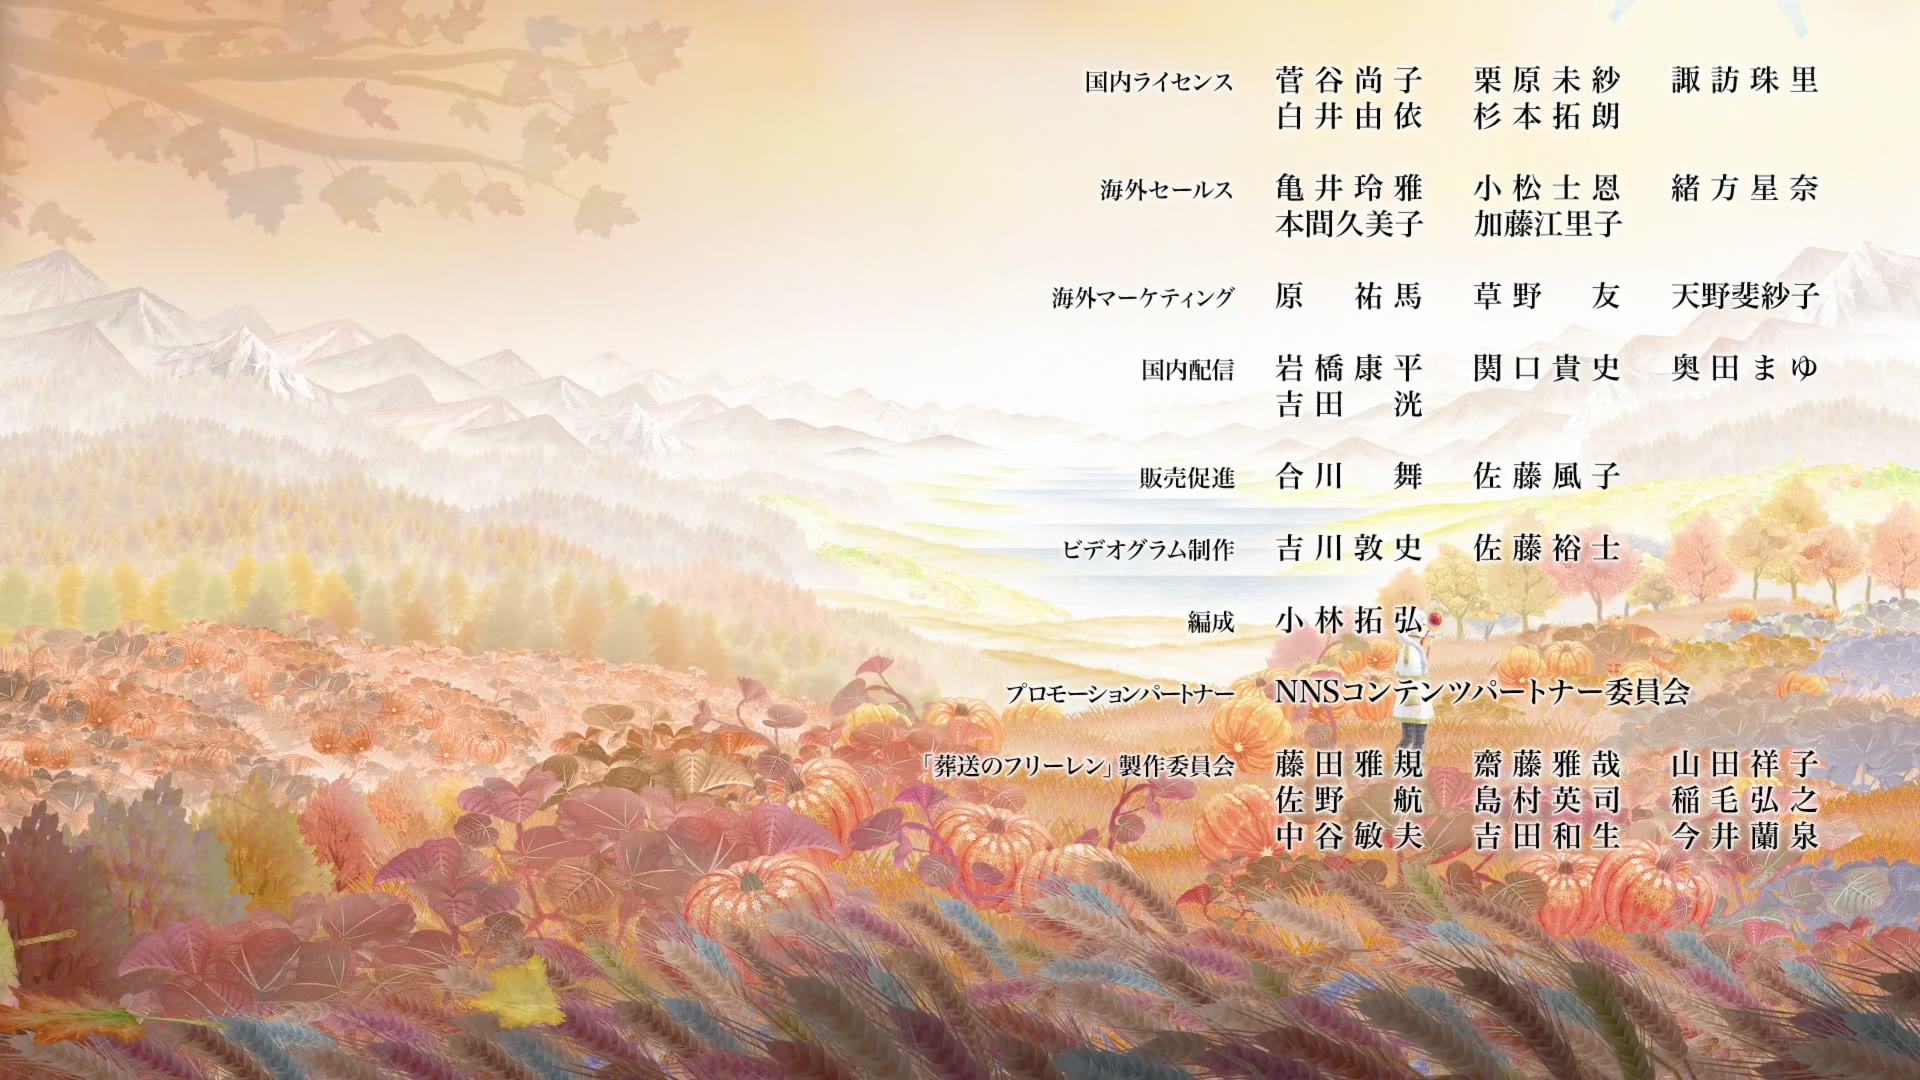 国内ライセンス 菅谷尚子 栗原未紗 諏訪珠里
白井由依 杉本拓朗
海外セールス 亀井玲雅 小松士恩 緒方星奈
本間久美子 加藤江里子
海外マーケティング 原祐馬 草野友 天野斐紗子
国内配信 岩橋康平 関口貴史 奥田まゆ
吉田洸
販売促進 合川舞 佐藤風子
ビデオグラム制作 吉川敦史 佐藤裕士
編成 小林拓弘
プロモーションパートナー NNSコンテンツパートナー委員会
「葬送のフリーレン」製作委員会 藤田雅規 齋藤雅哉 山田祥子
佐野航 島村英司 稲毛弘之
中谷敏夫 吉田和生 今井蘭泉